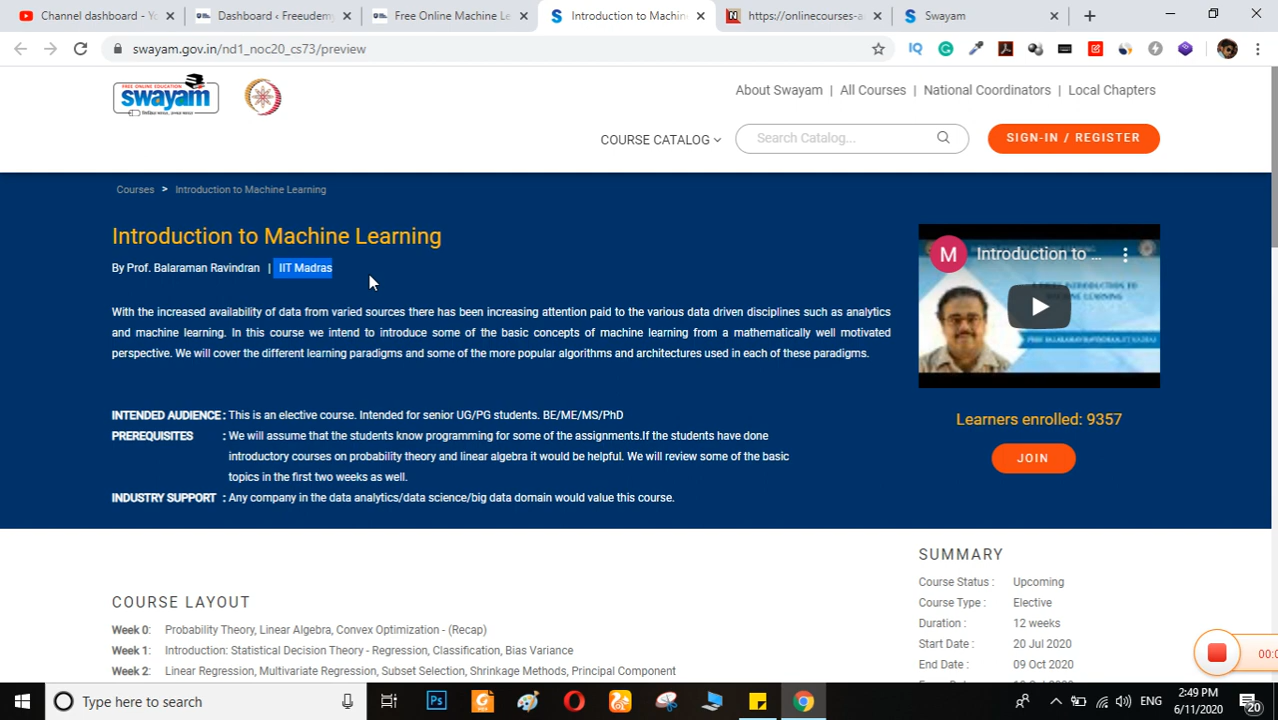 Channel dashboard - Yo
Dashboard ‹ Freeudem
Free Online Machine Le
Introduction to Machin
https://onlinecourses-a
Swayam
swayam.gov.in/nd1_noc20_cs73/preview
FREE ONLINE EDUCATION
swayam
About Swayam | All Courses | National Coordinators | Local Chapters
COURSE CATALOG
Search Catalog...
SIGN-IN / REGISTER
Courses > Introduction to Machine Learning
Introduction to Machine Learning
By Prof. Balaraman Ravindran | IIT Madras
With the increased availability of data from varied sources there has been increasing attention paid to the various data driven disciplines such as analytics
and machine learning. In this course we intend to introduce some of the basic concepts of machine learning from a mathematically well motivated
perspective. We will cover the different learning paradigms and some of the more popular algorithms and architectures used in each of these paradigms.
INTENDED AUDIENCE : This is an elective course. Intended for senior UG/PG students. BE/ME/MS/PhD
PREREQUISITES : We will assume that the students know programming for some of the assignments.If the students have done
introductory courses on probability theory and linear algebra it would be helpful. We will review some of the basic
topics in the first two weeks as well.
INDUSTRY SUPPORT : Any company in the data analytics/data science/big data domain would value this course.
M Introduction to ...
Learners enrolled: 9357
JOIN
COURSE LAYOUT
Week 0: Probability Theory, Linear Algebra, Convex Optimization - (Recap)
Week 1: Introduction: Statistical Decision Theory - Regression, Classification, Bias Variance
Week 2: Linear Regression, Multivariate Regression, Subset Selection, Shrinkage Methods, Principal Component
SUMMARY
Course Status : Upcoming
Course Type : Elective
Duration : 12 weeks
Start Date : 20 Jul 2020
End Date : 09 Oct 2020
Type here to search
Ps
ENG
2:49 PM
6/11/2020
20